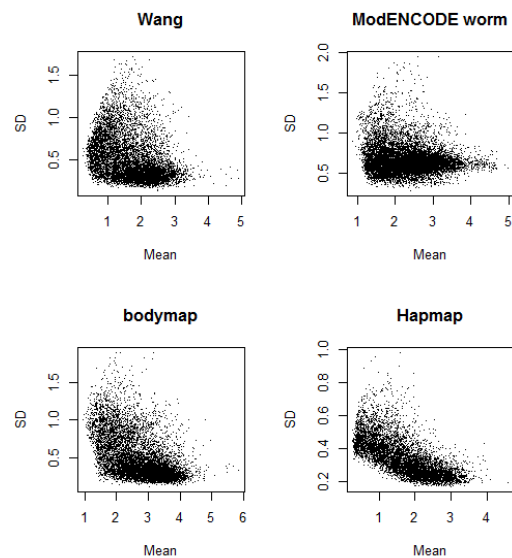 Wang
SD
0.5 1.0 1.5
1 2 3 4 5
Mean
ModENCODE worm
SD
0.5 1.0 1.5 2.0
1 2 3 4 5
Mean
bodymap
SD
0.5 1.0 1.5
1 2 3 4 5 6
Mean
Hapmap
SD
0.2 0.4 0.6 0.8 1.0
1 2 3 4
Mean